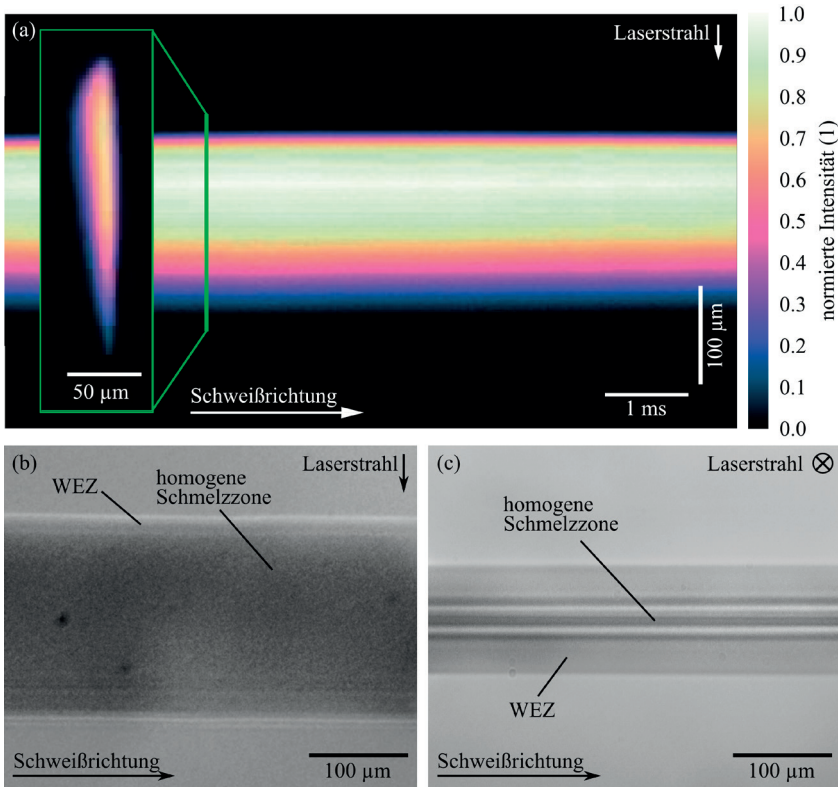 (a)
Laserstrahl
50 µm
Schweißrichtung
1 ms
100 µm
1.0
0.9
0.8
0.7
0.6
0.5
0.4
0.3
0.2
0.1
0.0
normierte Intensität (1)
(b)
WEZ
homogene
Schmelzzone
Laserstrahl
Schweißrichtung
100 µm
(c)
Laserstrahl
homogene
Schmelzzone
WEZ
Schweißrichtung
100 µm